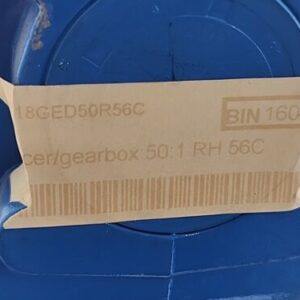 18GED50R56C
BIN 160
cer/gearbox 50:1 RH 56C